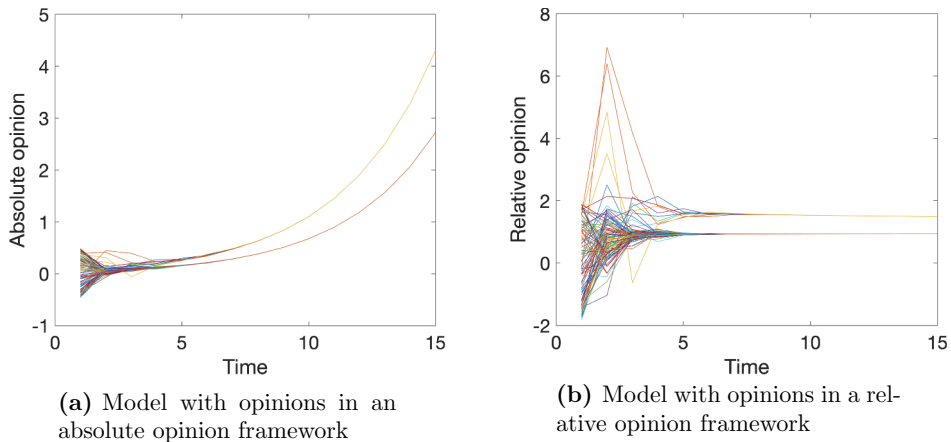 5
4
3
2
1
0
-1
Absolute opinion
0
5
10
15
Time
(a) Model with opinions in an
absolute opinion framework
8
6
4
2
0
-2
Relative opinion
0
5
10
15
Time
(b) Model with opinions in a rel-
ative opinion framework